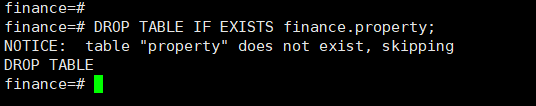 finance=#
finance=# DROP TABLE IF EXISTS finance.property;
NOTICE:  table "property" does not exist, skipping
DROP TABLE
finance=#